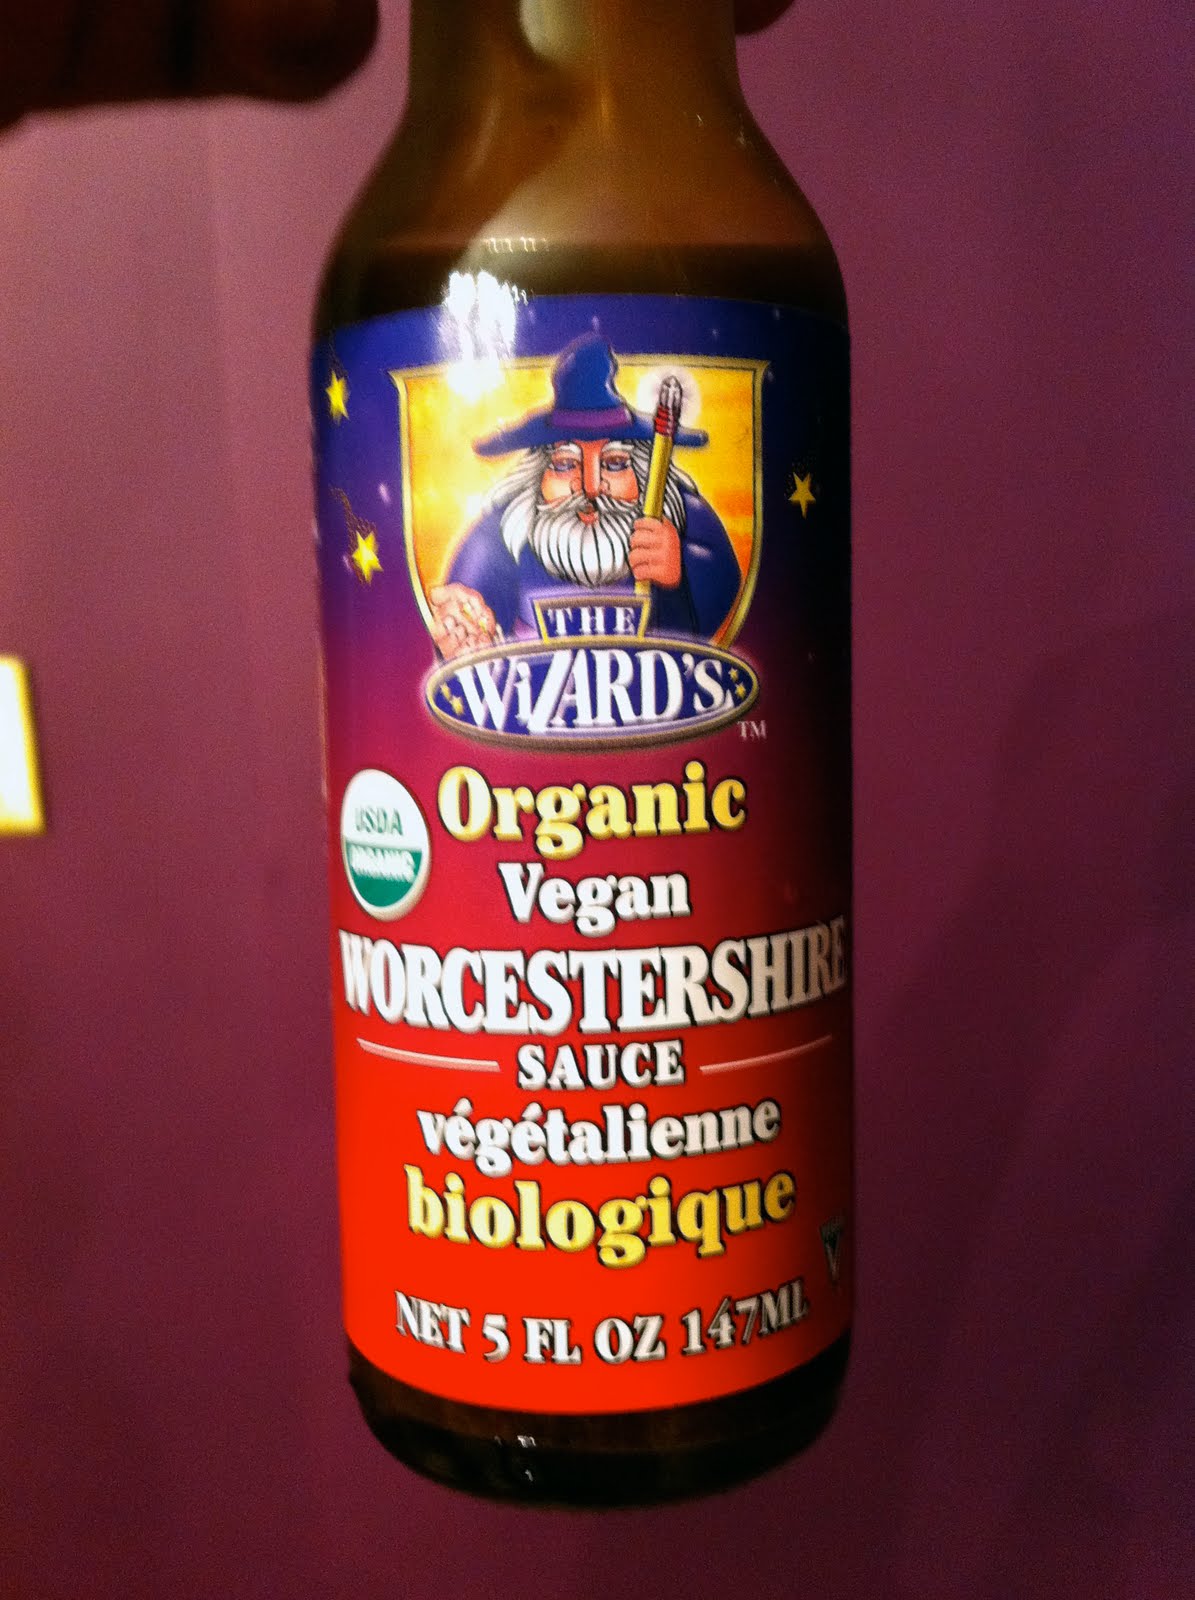 THE
WiZARD'S
TM
Organic
USDA
ORGANIC
Vegan
WORCESTERSHIRE
SAUCE
végétalienne
biologique
NET 5 FL OZ 147ML